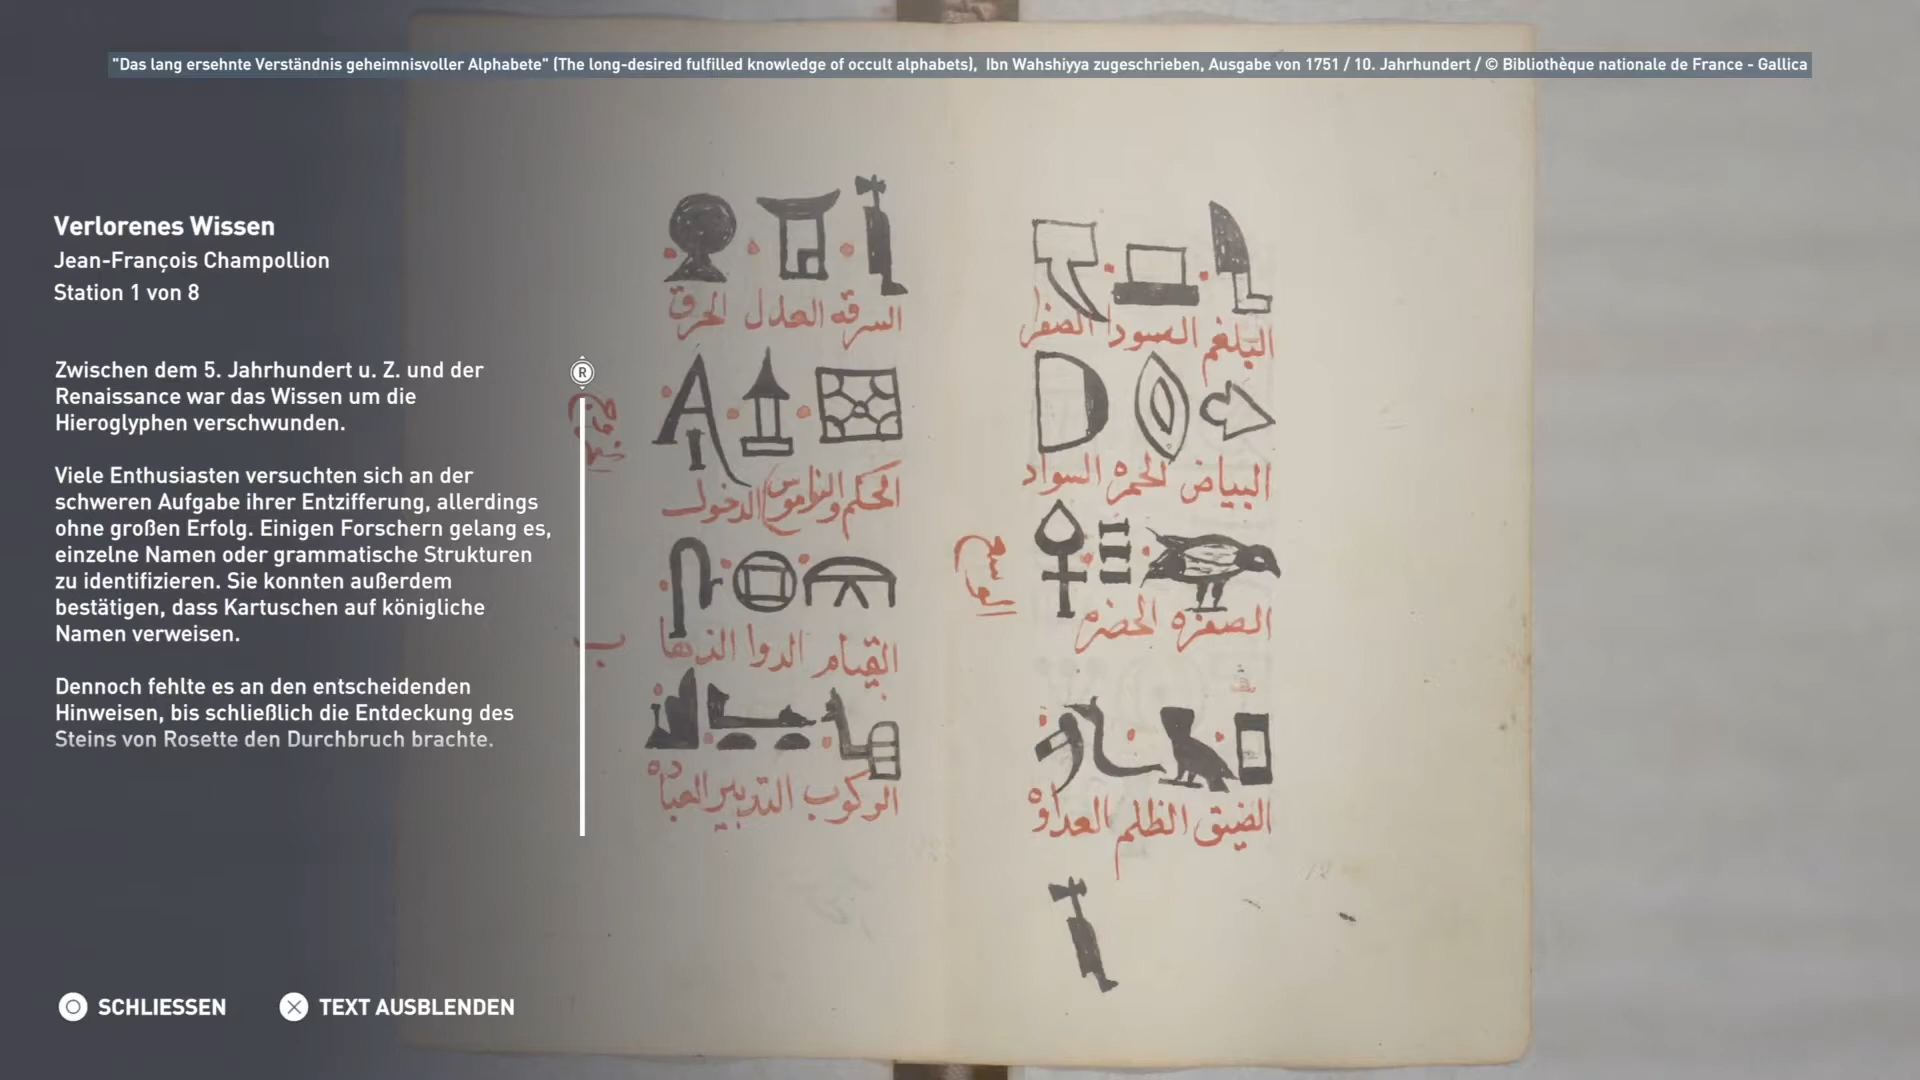 "Das lang ersehnte Verständnis geheimnisvoller Alphabete" (The long-desired fulfilled knowledge of occult alphabets),  Ibn Wahshiyya zugeschrieben, Ausgabe von 1751 / 10. Jahrhundert / © Bibliothèque nationale de France - Gallica
Verlorenes Wissen
Jean-François Champollion
Station 1 von 8
Zwischen dem 5. Jahrhundert u. Z. und der
Renaissance war das Wissen um die
Hieroglyphen verschwunden.
Viele Enthusiasten versuchten sich an der
schweren Aufgabe ihrer Entzifferung, allerdings
ohne großen Erfolg. Einigen Forschern gelang es,
einzelne Namen oder grammatische Strukturen
zu identifizieren. Sie konnten außerdem
bestätigen, dass Kartuschen auf königliche
Namen verweisen.
Dennoch fehlte es an den entscheidenden
Hinweisen, bis schließlich die Entdeckung des
Steins von Rosette den Durchbruch brachte.
R
البلغم السودا الصفرا
البياض الحمره السواد
الصفره الخضره
الضيق الظلم العداوه
السرقه العدل الحرق
الحكم والناموس الدخول
القيام الدوا الذهاب
الركوب التدبير العباده
SCHLIESSEN
TEXT AUSBLENDEN